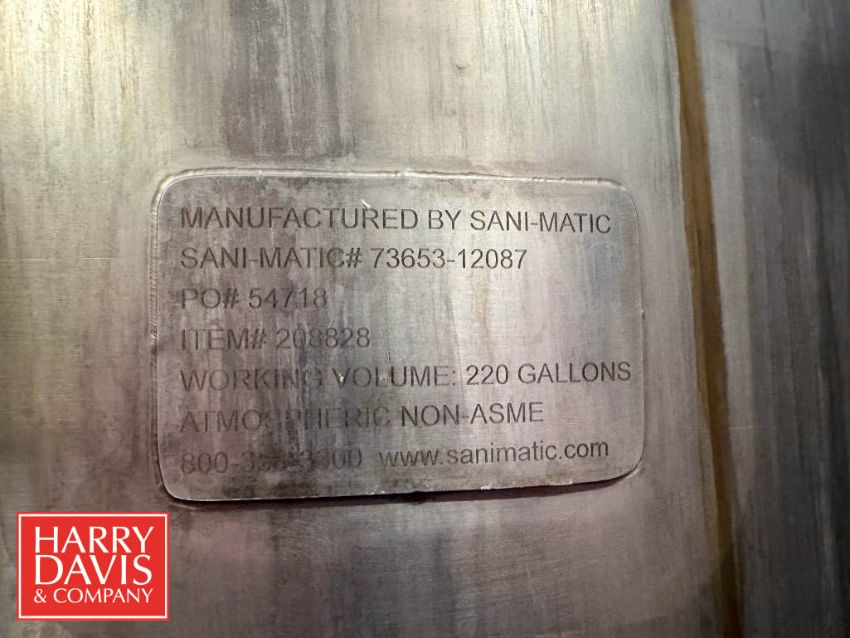 MANUFACTURED BY SANI-MATIC
SANI-MATIC# 73653-12087
PO# 54718
ITEM# 208828
WORKING VOLUME: 220 GALLONS
ATMOSPHERIC NON-ASME
www.sanimatic.com
HARRY
DAVIS
& COMPANY